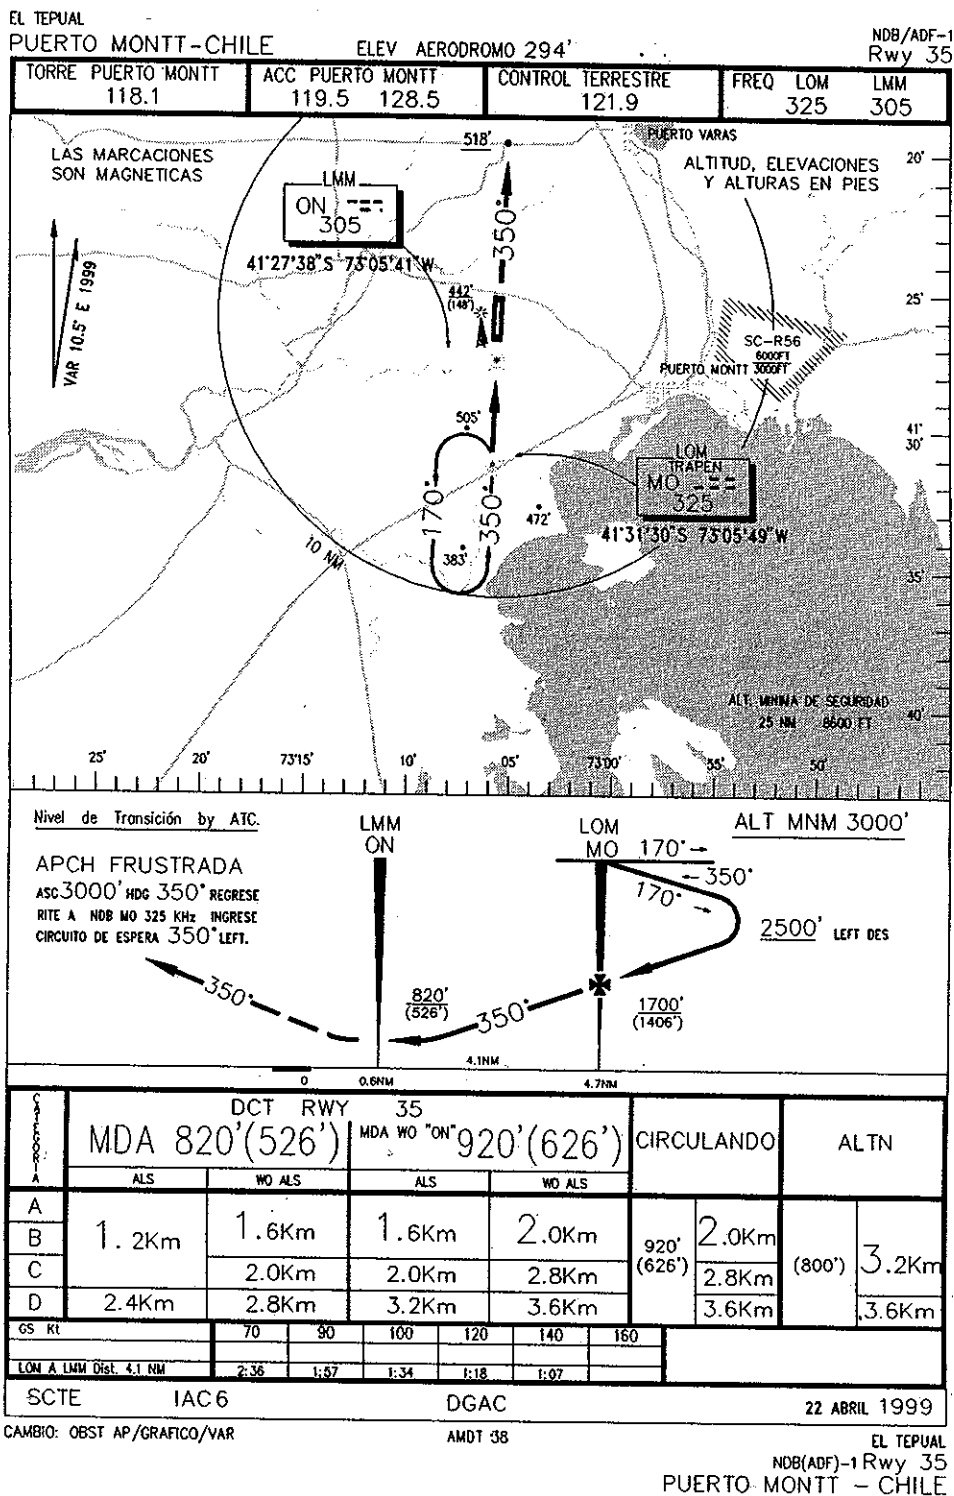 EL TEPUAL
PUERTO MONTT-CHILE
ELEV AERODROMO 294'
NDB/ADF-1
Rwy 35
TORRE PUERTO MONTT
118.1
ACC PUERTO MONTT
119.5 128.5
CONTROL TERRESTRE
121.9
FREQ LOM LMM
325 305
LAS MARCACIONES
SON MAGNETICAS
518'
PUERTO VARAS
ALTITUD, ELEVACIONES
Y ALTURAS EN PIES
20'
LMM
ON
305
41°27'38"S 73°05'41"W
350°
VAR 10.5° E 1999
442'
(148')
25'
SC-R56
6000FT
3000FT
PUERTO MONTT
505'
41°
30'
LOM
TRAPEN
MO
325
41°31'30"S 73°05'49"W
170°
350°
472'
383'
10 NM
35'
ALT. MINIMA DE SEGURIDAD
25 NM 8600 FT
40'
25' 20' 73°15' 10' 05' 73°00' 55' 50'
Nivel de Transición by ATC.
LMM
ON
LOM
MO
170°
ALT MNM 3000'
APCH FRUSTRADA
ASC 3000' HDG 350° REGRESE
RITE A NDB MO 325 KHz INGRESE
CIRCUITO DE ESPERA 350° LEFT.
350°
170°
2500' LEFT DES
350°
820'
(526')
350°
1700'
(1406')
4.1NM
0 0.6NM 4.7NM
CATEGORIA
DCT RWY 35
MDA 820'(526')
MDA WO "ON" 920'(626')
CIRCULANDO
ALTN
ALS WO ALS ALS WO ALS
A
B
C
D
1.2Km 1.6Km 1.6Km 2.0Km
2.0Km 2.0Km 2.8Km
2.4Km 2.8Km 3.2Km 3.6Km
920'
(626')
2.0Km
2.8Km
3.6Km
(800')
3.2Km
3.6Km
GS Kt 70 90 100 120 140 160
LOM A LMM Dist. 4.1 NM 2:36 1:57 1:34 1:18 1:07
SCTE IAC6 DGAC 22 ABRIL 1999
CAMBIO: OBST AP/GRAFICO/VAR
AMDT 38
EL TEPUAL
NDB(ADF)-1 Rwy 35
PUERTO MONTT - CHILE